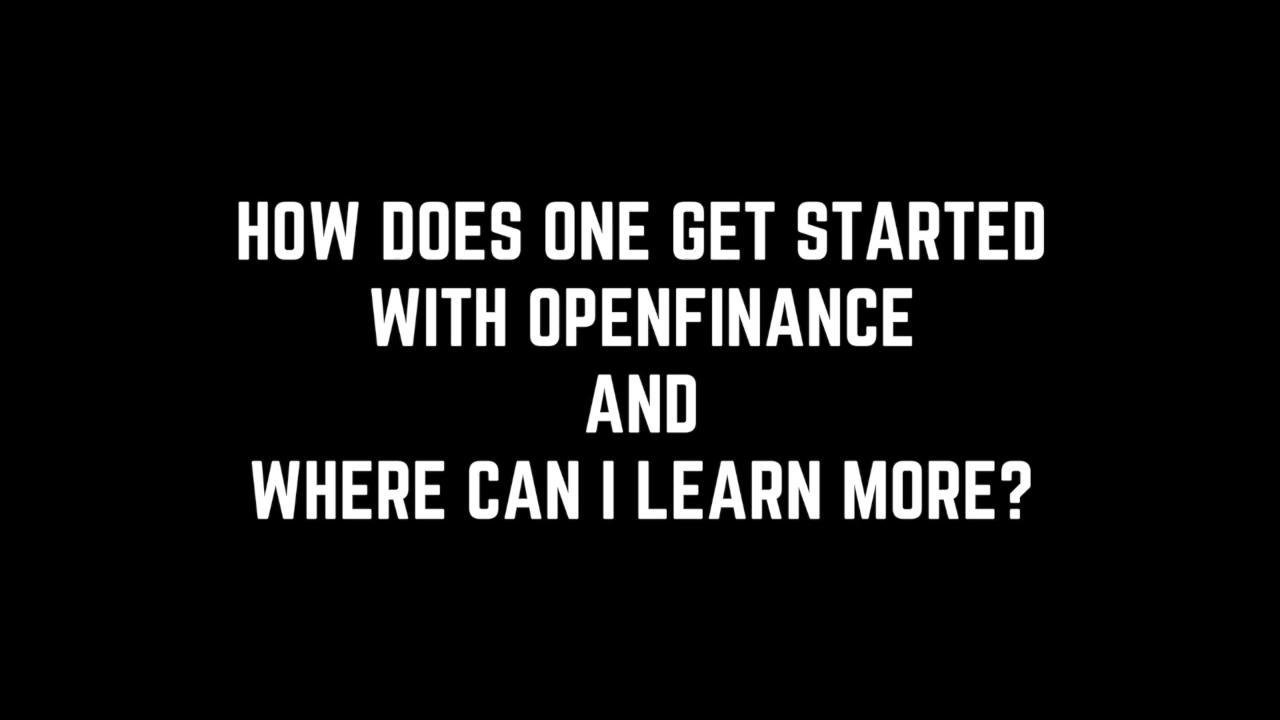 HOW DOES ONE GET STARTED
WITH OPENFINANCE
AND
WHERE CAN I LEARN MORE?